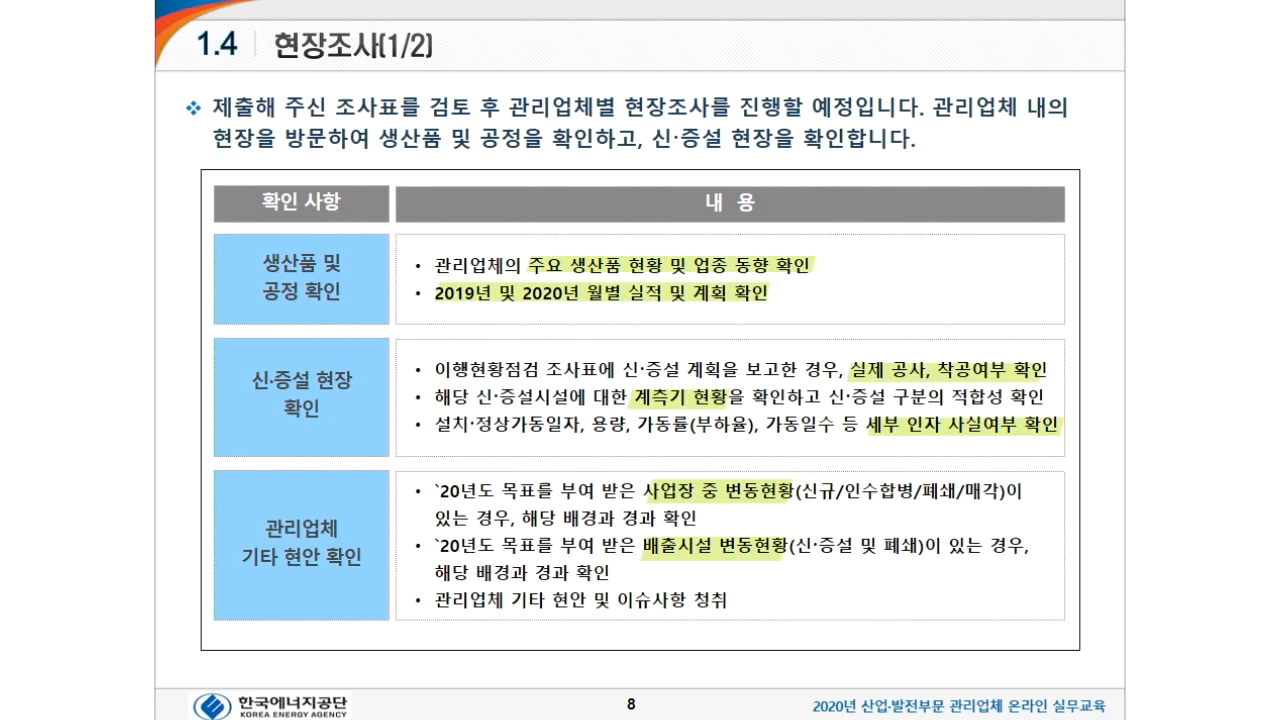 1.4 현장조사(1/2)
❖ 제출해 주신 조사표를 검토 후 관리업체별 현장조사를 진행할 예정입니다. 관리업체 내의
현장을 방문하여 생산품 및 공정을 확인하고, 신·증설 현장을 확인합니다.
확인 사항
내 용
생산품 및
공정 확인
• 관리업체의 주요 생산품 현황 및 업종 동향 확인
• 2019년 및 2020년 월별 실적 및 계획 확인
신·증설 현장
확인
• 이행현황점검 조사표에 신·증설 계획을 보고한 경우, 실제 공사, 착공여부 확인
• 해당 신·증설시설에 대한 계측기 현황을 확인하고 신·증설 구분의 적합성 확인
• 설치·정상가동일자, 용량, 가동률(부하율), 가동일수 등 세부 인자 사실여부 확인
관리업체
기타 현안 확인
• `20년도 목표를 부여 받은 사업장 중 변동현황(신규/인수합병/폐쇄/매각)이
있는 경우, 해당 배경과 경과 확인
• `20년도 목표를 부여 받은 배출시설 변동현황(신·증설 및 폐쇄)이 있는 경우,
해당 배경과 경과 확인
• 관리업체 기타 현안 및 이슈사항 청취
한국에너지공단
KOREA ENERGY AGENCY
8
2020년 산업·발전부문 관리업체 온라인 실무교육